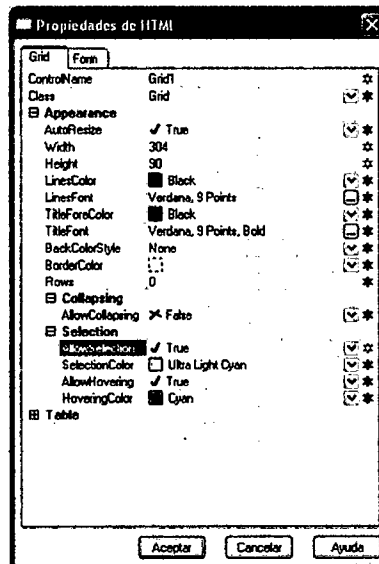 Propiedades de HTML
Grid Form
ControlName Grid1
Class Grid
Appearance
AutoResize True
Width 304
Height 90
LinesColor Black
LinesFont Verdana, 9 Points
TitleForeColor Black
TitleFont Verdana, 9 Points, Bold
BackColorStyle None
BorderColor
Rows 0
Collapsing
AllowCollapsing False
Selection
AllowSelection True
SelectionColor Ultra Light Cyan
AllowHovering True
HoveringColor Cyan
Table
Aceptar Cancelar Ayuda